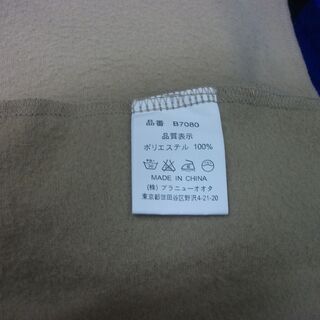 品番 B7080
品質表示
ポリエステル 100%
MADE IN CHINA
(株) ブラニューオオタ
東京都世田谷区野沢4-21-20